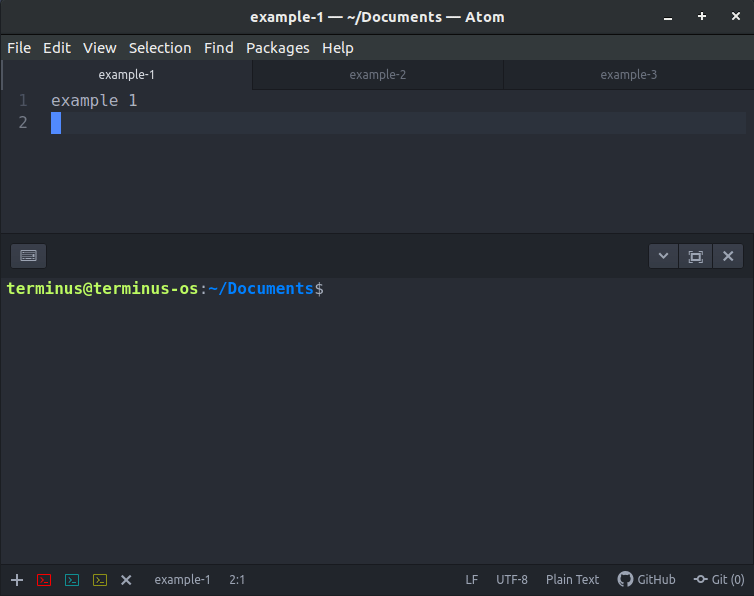 example-1 — ~/Documents — Atom
File Edit View Selection Find Packages Help
example-1 example-2 example-3
1 example 1
2
terminus@terminus-os:~/Documents$
example-1 2:1 LF UTF-8 Plain Text GitHub Git (0)